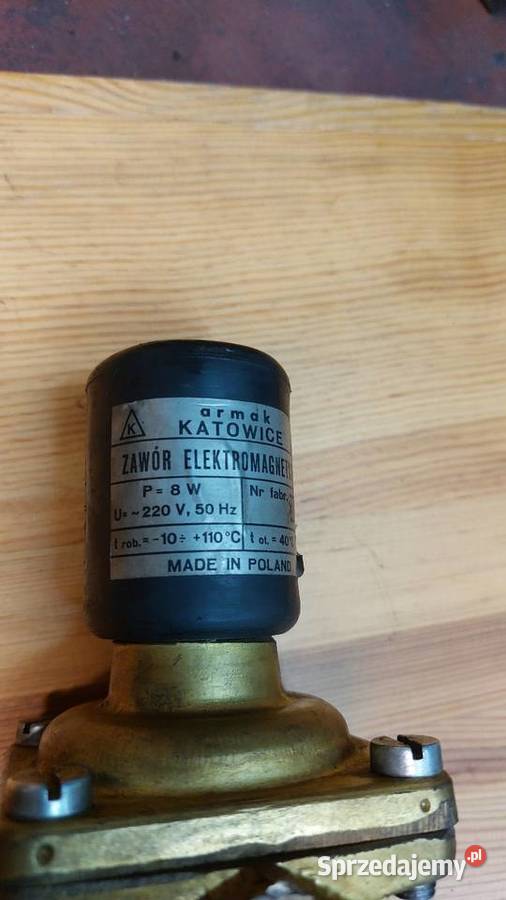 K
armak
KATOWICE
ZAWÓR ELEKTROMAGNETY
P= 8 W
Nr fabr.
U= ~220 V, 50 Hz
t rob. = -10÷ +110°C
t ot. = 40°
MADE IN POLAND
Sprzedajemy.pl